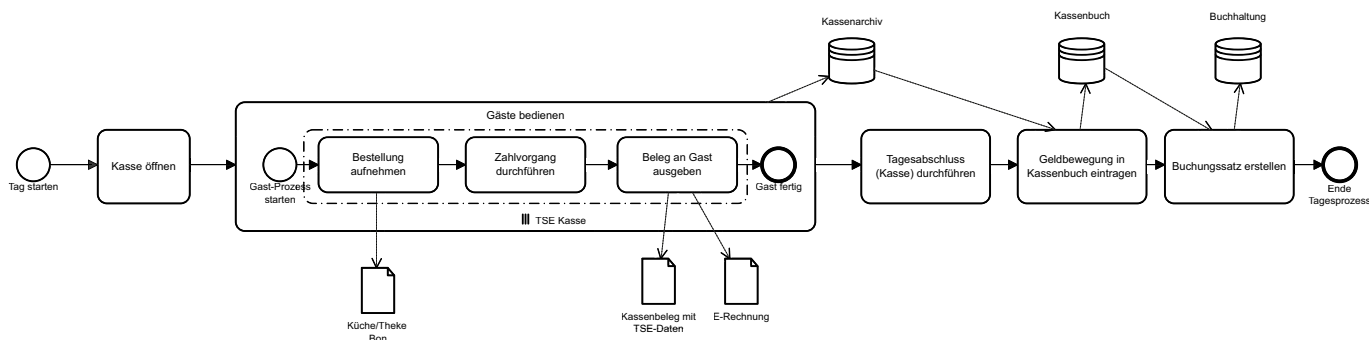 Kassenarchiv
Kassenbuch
Buchhaltung
Gäste bedienen
Tag starten
Kasse öffnen
Gast-Prozess
starten
Bestellung
aufnehmen
Zahlvorgang
durchführen
Beleg an Gast
ausgeben
Gast fertig
TSE Kasse
Tagesabschluss
(Kasse) durchführen
Geldbewegung in
Kassenbuch eintragen
Buchungssatz erstellen
Ende
Tagesprozess
Küche/Theke
Bon
Kassenbeleg mit
TSE-Daten
E-Rechnung